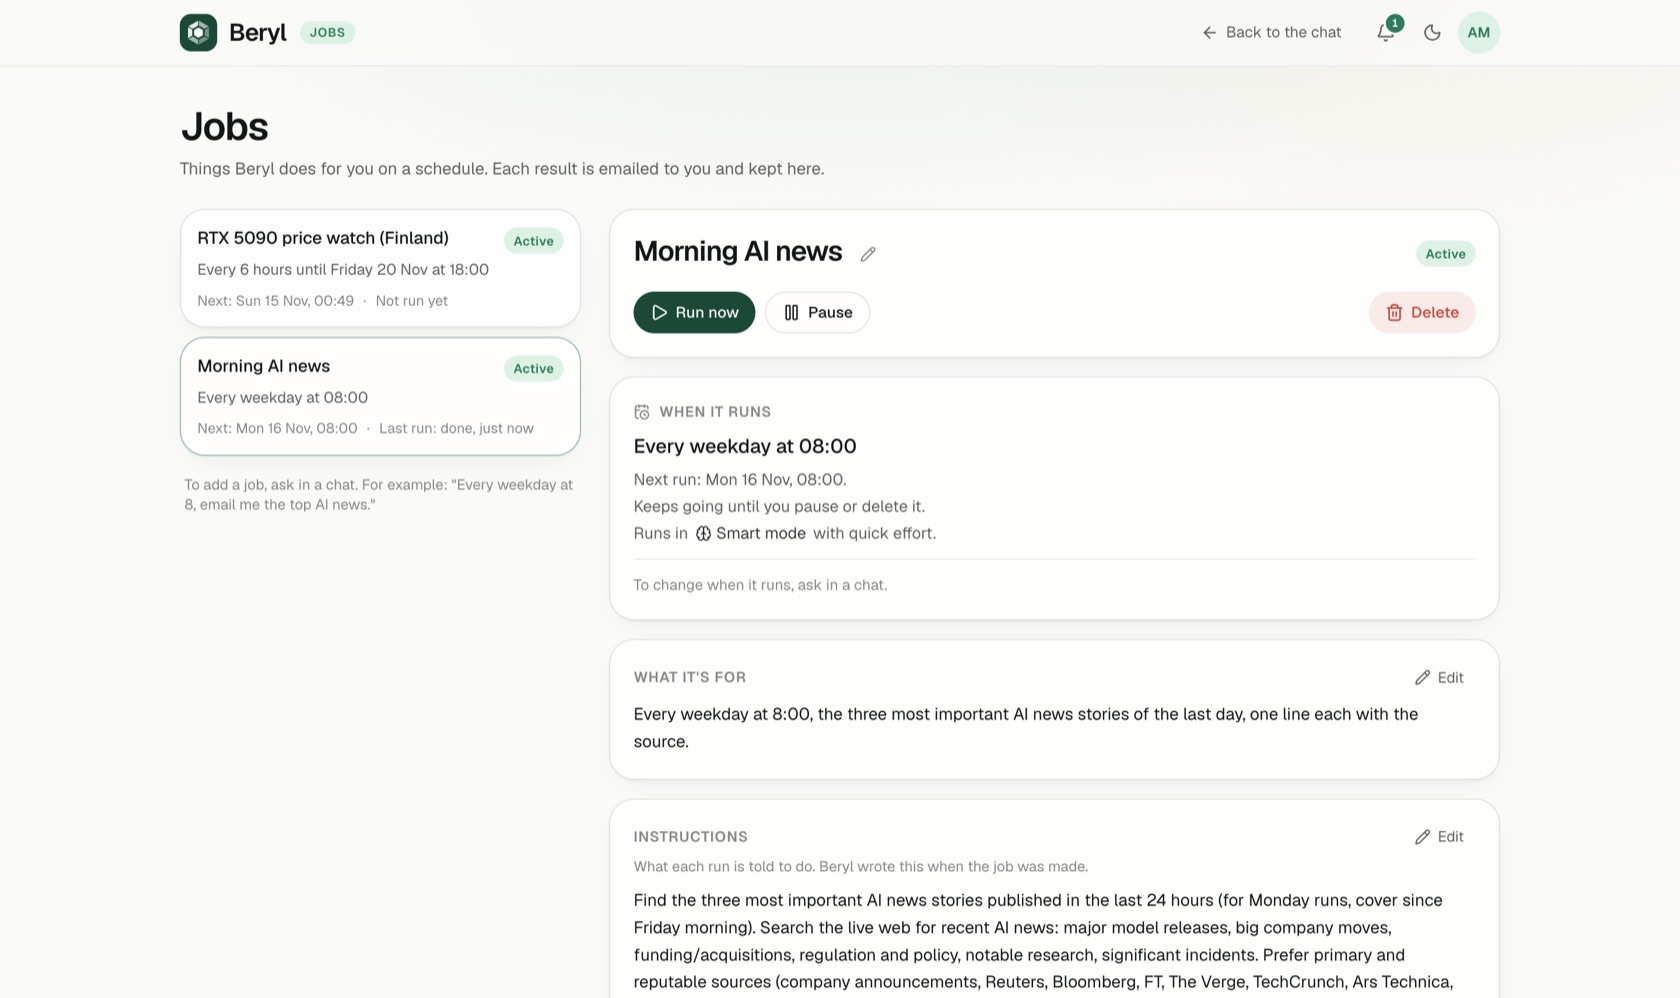 Beryl JOBS
Back to the chat
1
AM
Jobs
Things Beryl does for you on a schedule. Each result is emailed to you and kept here.
RTX 5090 price watch (Finland)
Active
Every 6 hours until Friday 20 Nov at 18:00
Next: Sun 15 Nov, 00:49 · Not run yet
Morning AI news
Active
Every weekday at 08:00
Next: Mon 16 Nov, 08:00 · Last run: done, just now
To add a job, ask in a chat. For example: "Every weekday at
8, email me the top AI news."
Morning AI news
Active
Run now
Pause
Delete
WHEN IT RUNS
Every weekday at 08:00
Next run: Mon 16 Nov, 08:00.
Keeps going until you pause or delete it.
Runs in Smart mode with quick effort.
To change when it runs, ask in a chat.
WHAT IT'S FOR
Edit
Every weekday at 8:00, the three most important AI news stories of the last day, one line each with the
source.
INSTRUCTIONS
Edit
What each run is told to do. Beryl wrote this when the job was made.
Find the three most important AI news stories published in the last 24 hours (for Monday runs, cover since
Friday morning). Search the live web for recent AI news: major model releases, big company moves,
funding/acquisitions, regulation and policy, notable research, significant incidents. Prefer primary and
reputable sources (company announcements, Reuters, Bloomberg, FT, The Verge, TechCrunch, Ars Technica,